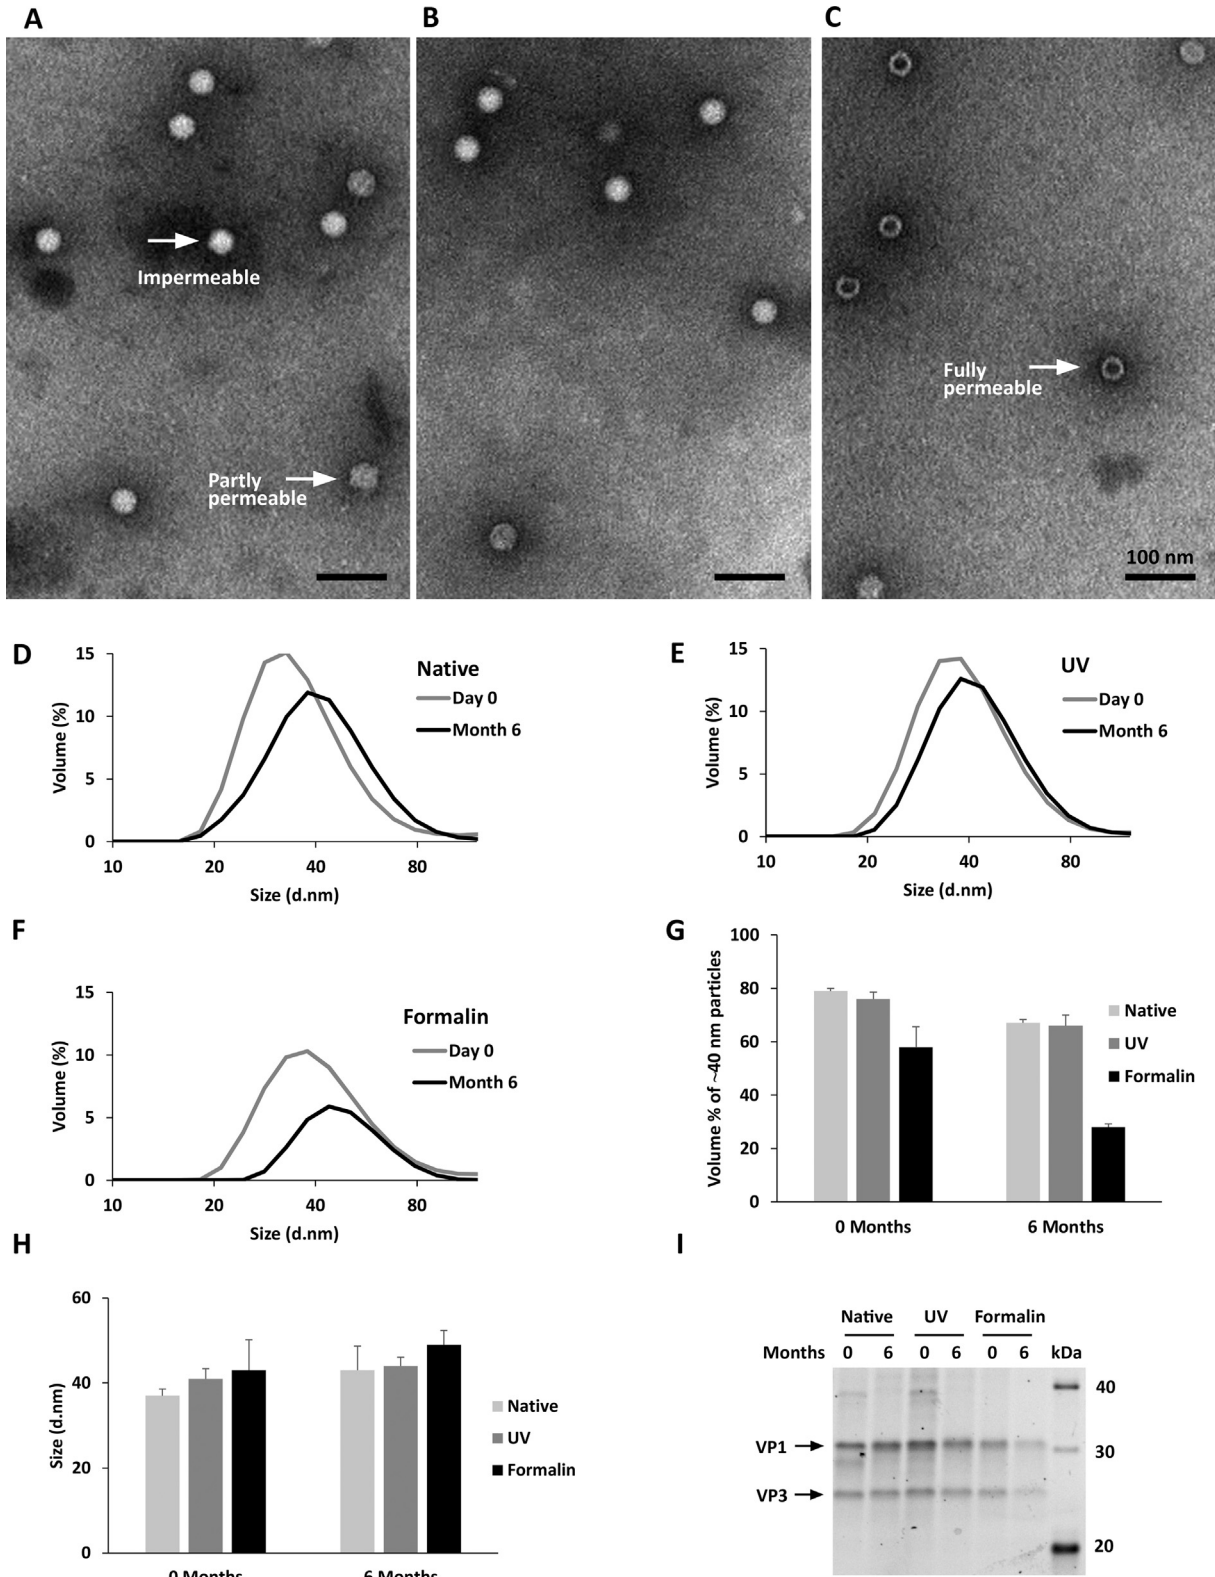 A
B
C
Impermeable
Partly
permeable
Fully
permeable
100 nm
D
15
10
5
0
Volume (%)
10 20 40 80
Size (d.nm)
Native
Day 0
Month 6
E
15
10
5
0
Volume (%)
10 20 40 80
Size (d.nm)
UV
Day 0
Month 6
F
15
10
5
0
Volume (%)
10 20 40 80
Size (d.nm)
Formalin
Day 0
Month 6
G
100
80
60
40
20
0
Volume % of ~40 nm particles
0 Months 6 Months
Native
UV
Formalin
H
60
40
20
0
Size (d.nm)
0 Months 6 Months
Native
UV
Formalin
I
Native UV Formalin
Months 0 6 0 6 0 6 kDa
40
VP1 30
VP3
20